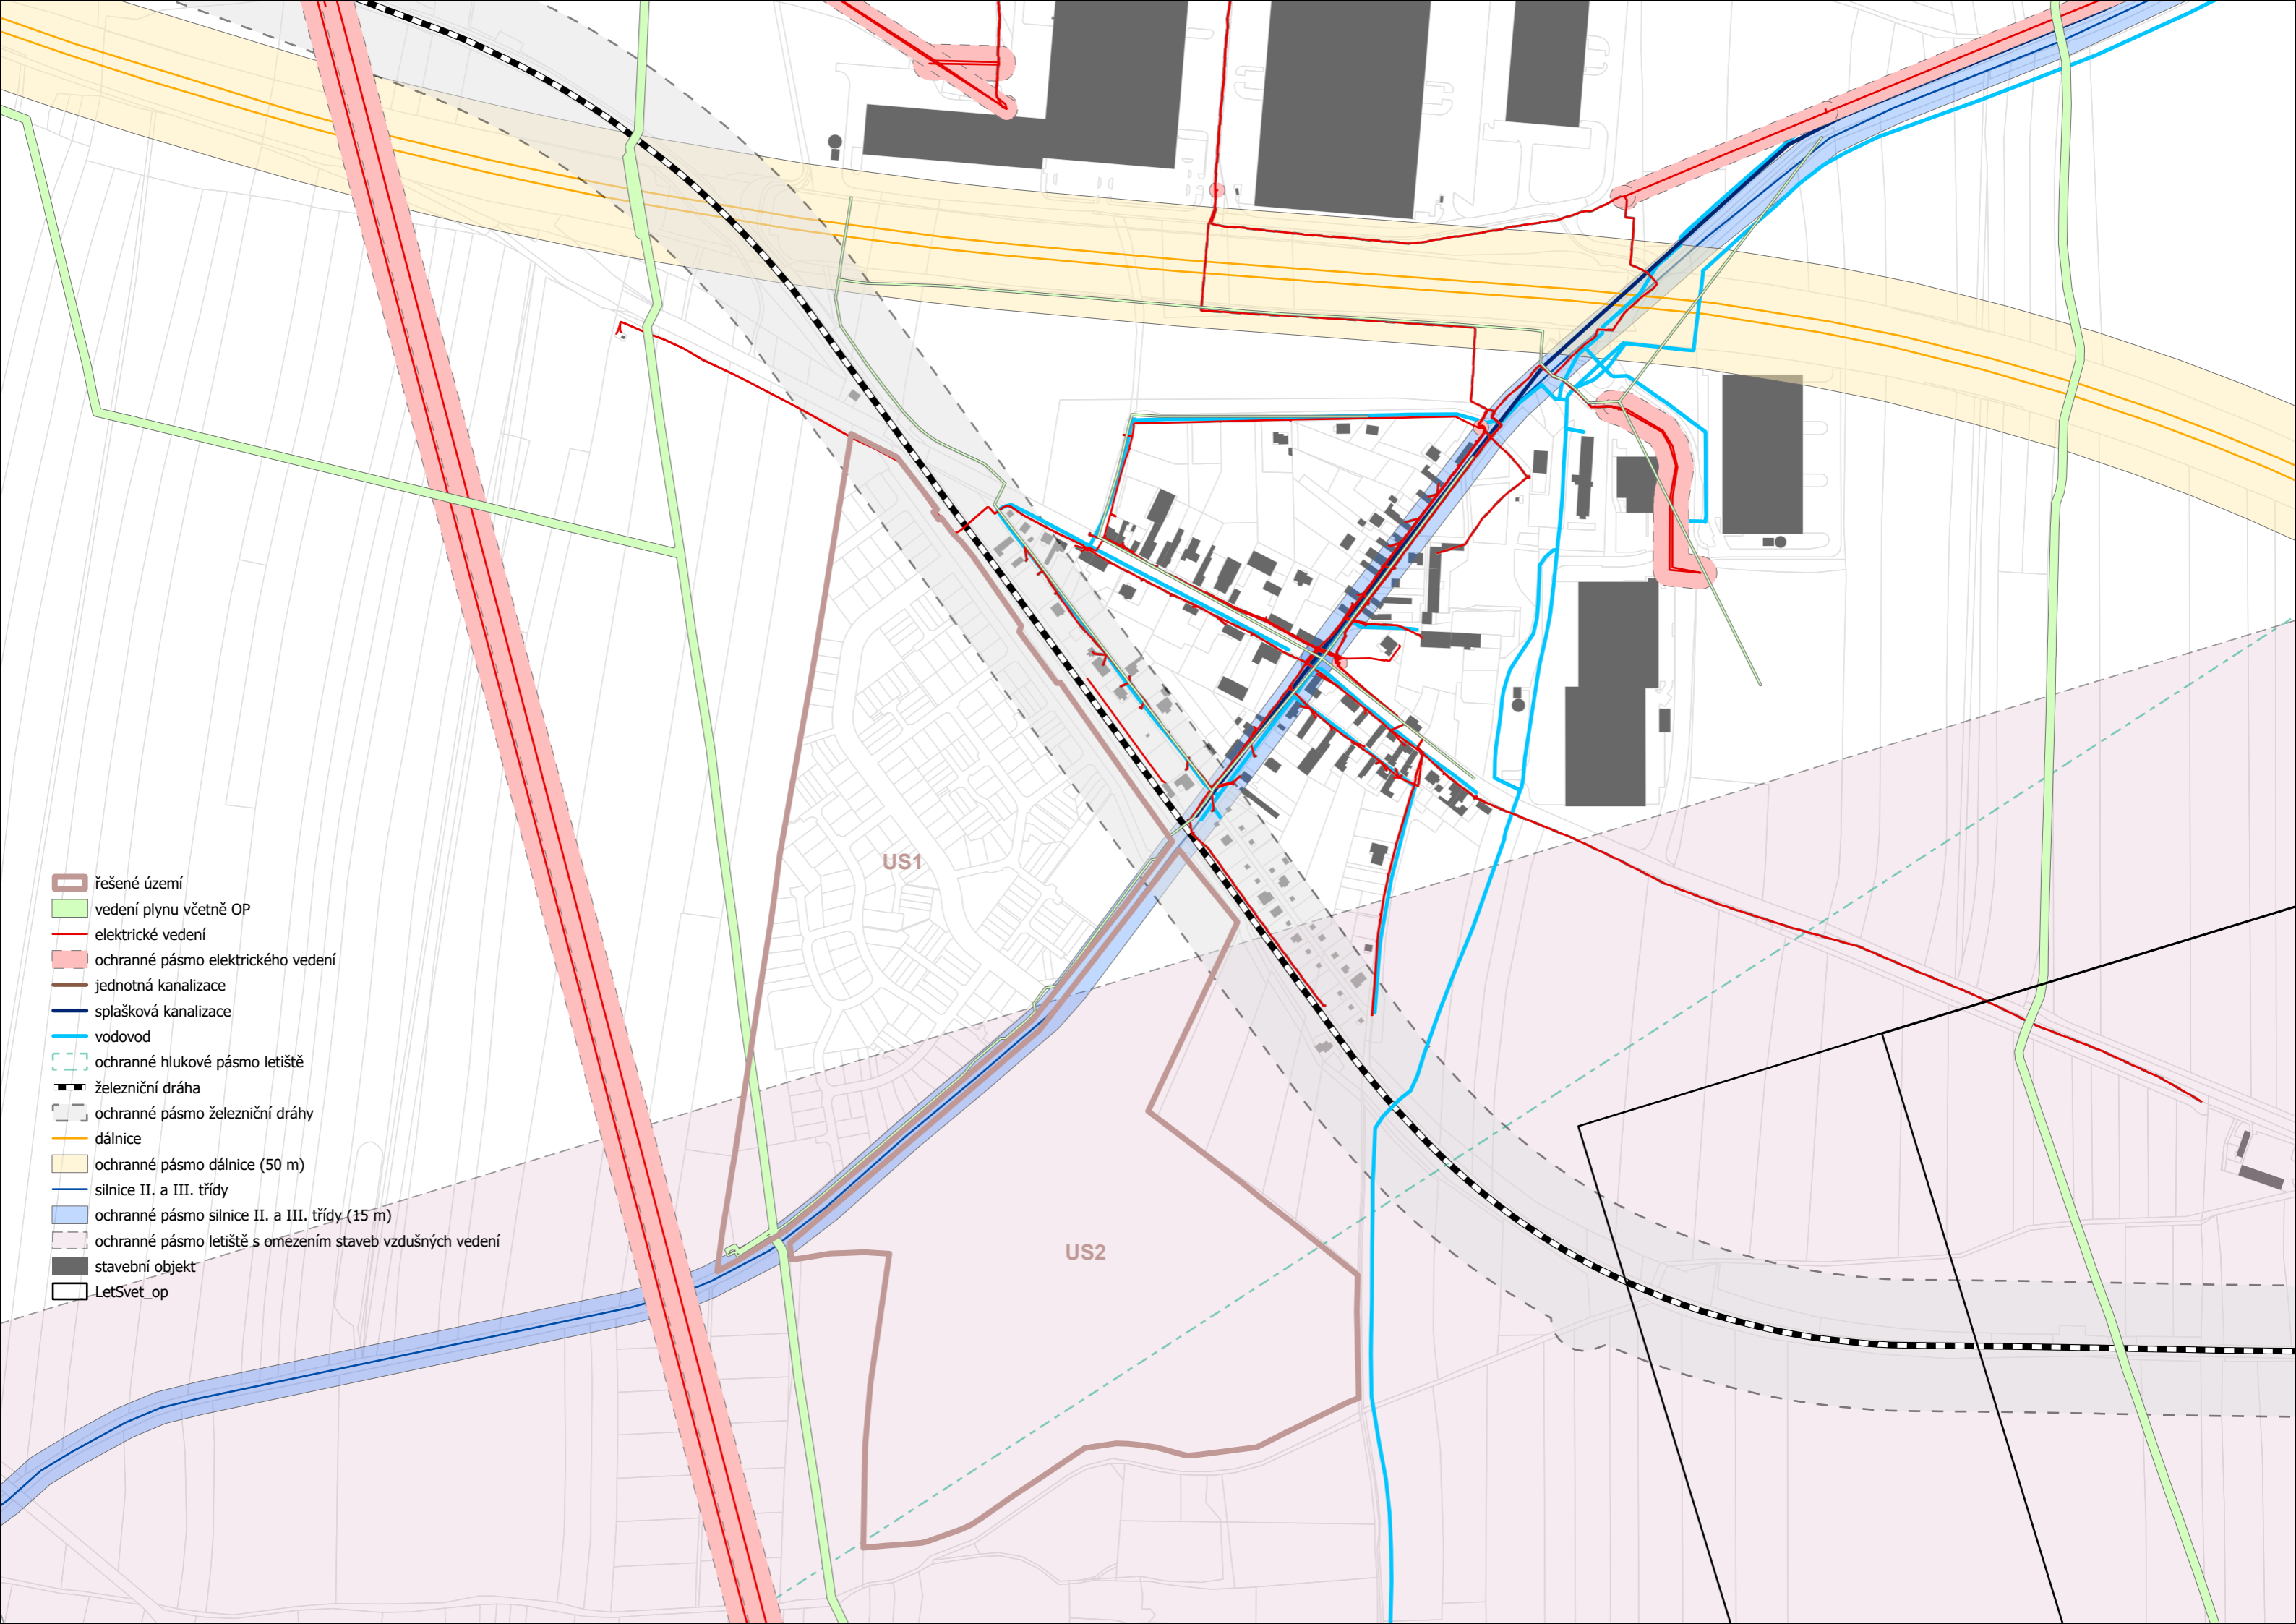 US1
řešené území
vedení plynu včetně OP
elektrické vedení
ochranné pásmo elektrického vedení
jednotná kanalizace
splašková kanalizace
vodovod
ochranné hlukové pásmo letiště
železniční dráha
ochranné pásmo železniční dráhy
dálnice
ochranné pásmo dálnice (50 m)
silnice II. a III. třídy
ochranné pásmo silnice II. a III. třídy (15 m)
ochranné pásmo letiště s omezením staveb vzdušných vedení
stavební objekt
LetSvet_op
US2